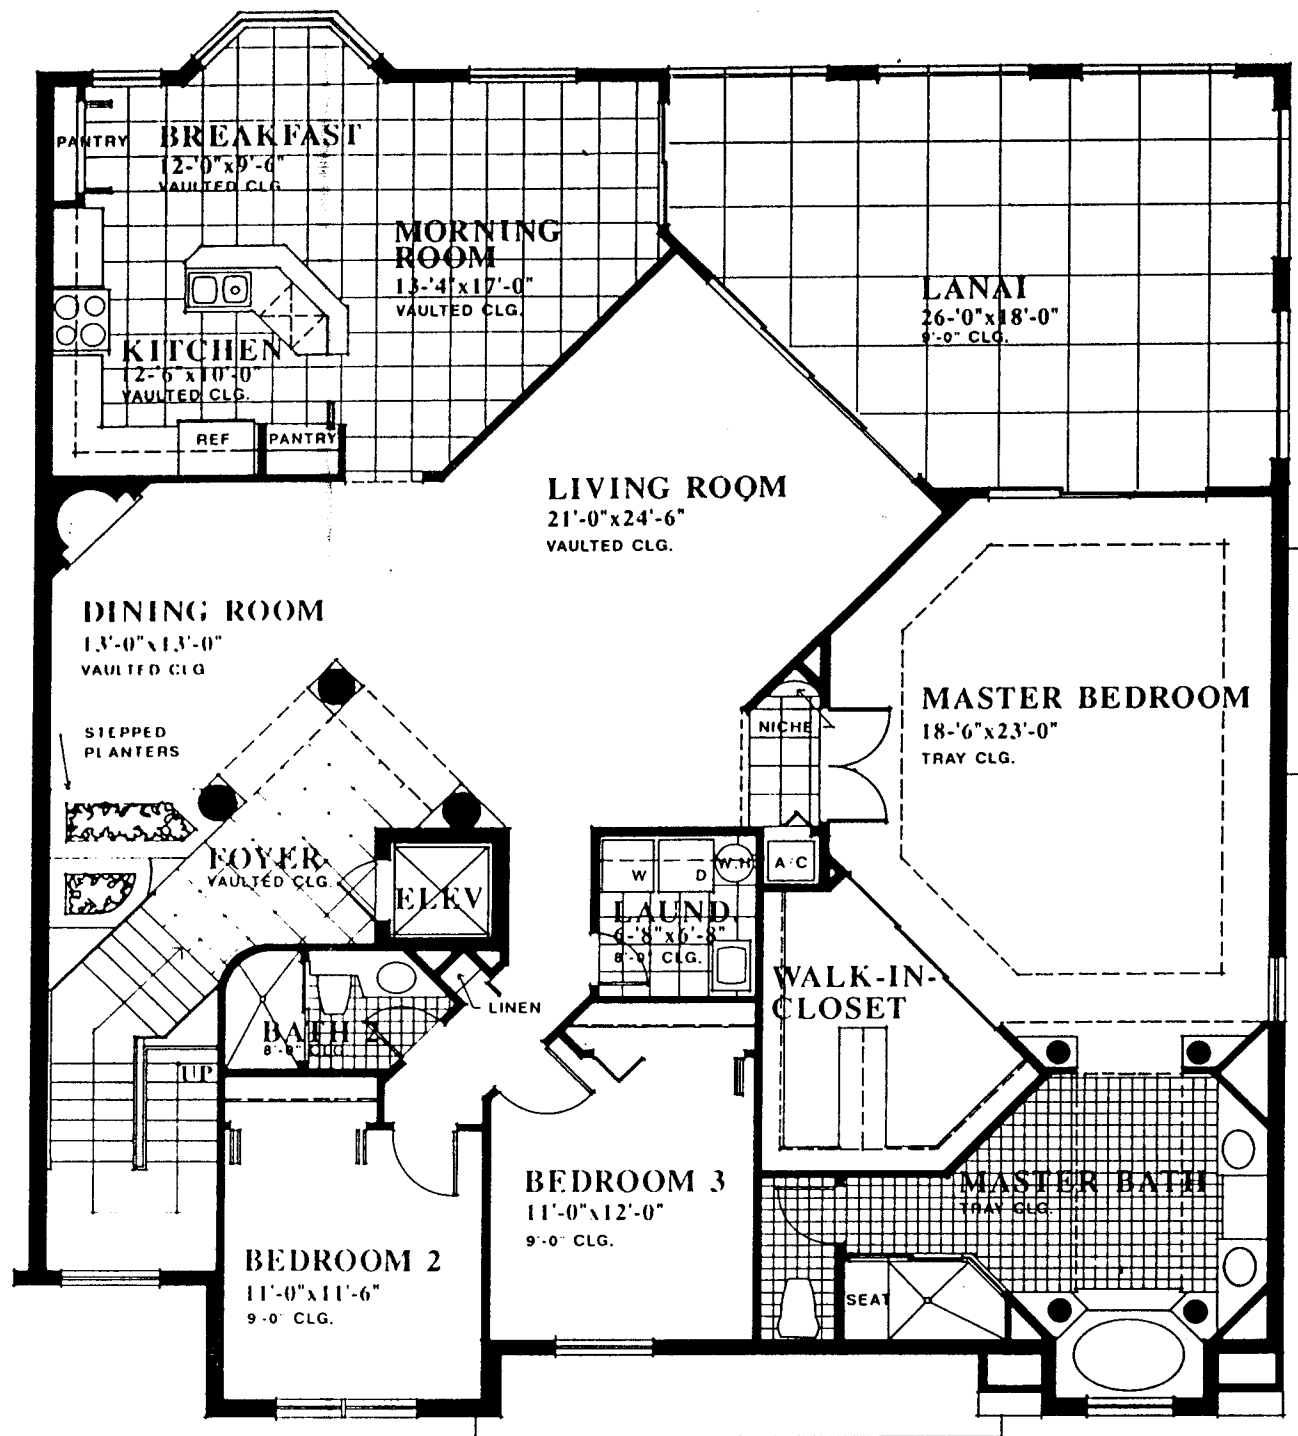 PANTRY
BREAKFAST
12-'0"x9'-6"
VAULTED CLG
MORNING
ROOM
13-'4"x17'-0"
VAULTED CLG.
LANAI
26-'0"x18'-0"
9'-0" CLG.
KITCHEN
12-'6"x10'-0"
VAULTED CLG.
REF
PANTRY
LIVING ROOM
21'-0"x24'-6"
VAULTED CLG.
DINING ROOM
13'-0"x13'-0"
VAULTED CLG
STEPPED
PLANTERS
MASTER BEDROOM
18-'6"x23'-0"
TRAY CLG.
NICHE
FOYER
VAULTED CLG.
ELEV
W
D
W.H
A/C
LAUND.
6-'8"x6'-8"
8'-0" CLG.
WALK-IN-
CLOSET
LINEN
BATH 2
8'-0" CLG
UP
BEDROOM 3
11'-0"x12'-0"
9'-0" CLG.
MASTER BATH
TRAY CLG.
BEDROOM 2
11'-0"x11'-6"
9-0" CLG.
SEAT